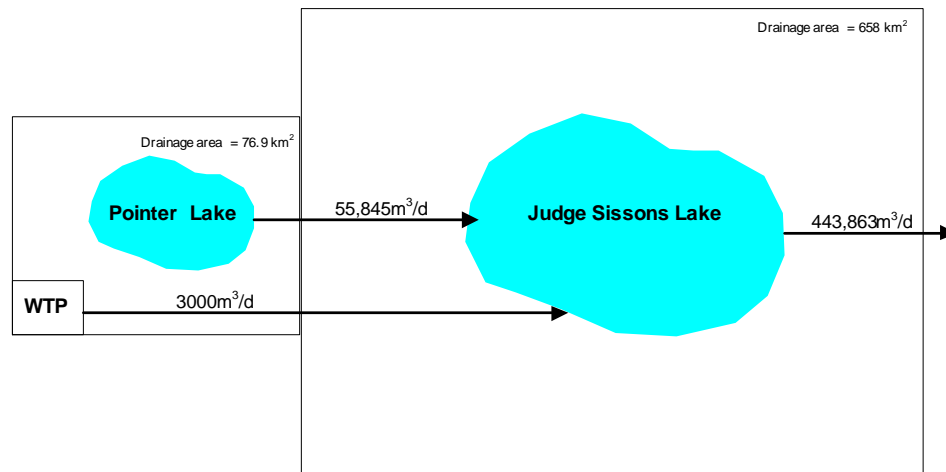 Drainage area = 658 km²
Drainage area = 76.9 km²
Pointer Lake
55,845m³/d
Judge Sissons Lake
443,863m³/d
WTP
3000m³/d